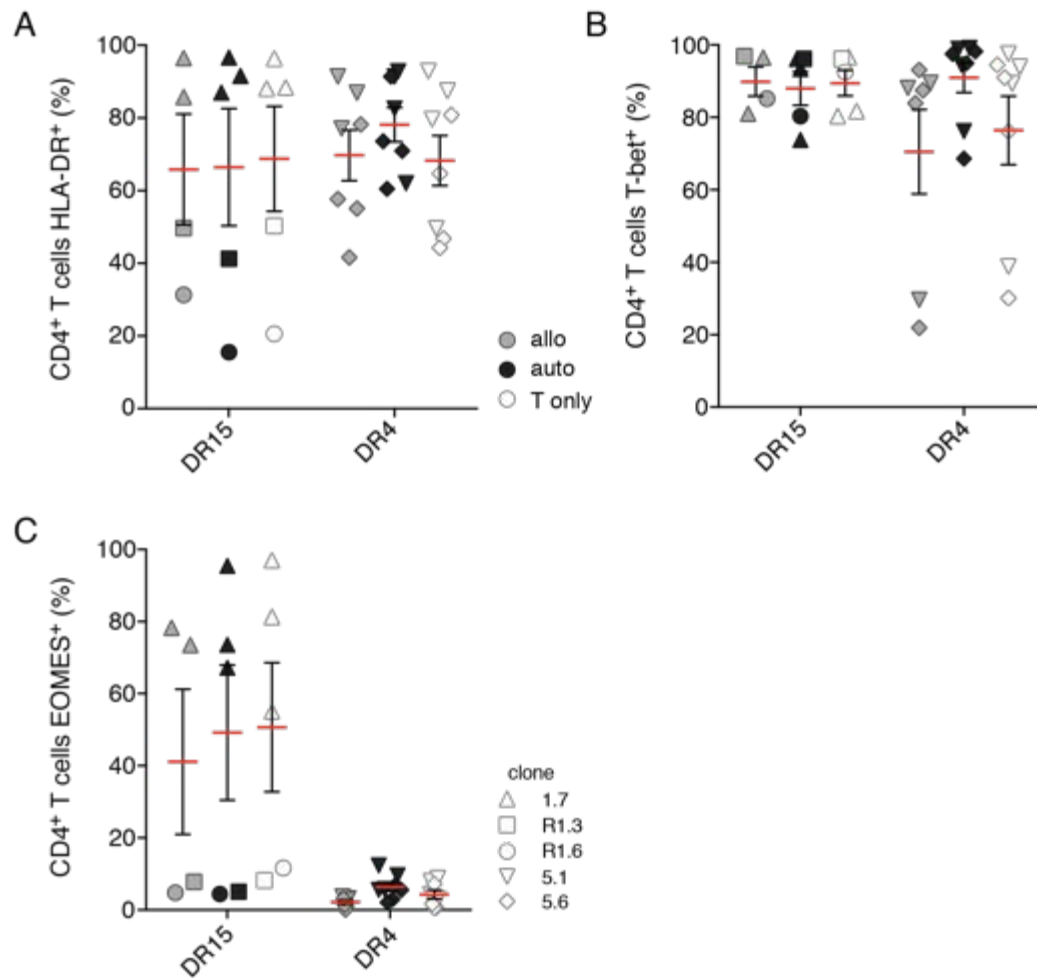 A
CD4⁺ T cells HLA-DR⁺ (%)
100
80
60
40
20
0
DR15
DR4
allo
auto
T only
B
CD4⁺ T cells T-bet⁺ (%)
100
80
60
40
20
0
DR15
DR4
C
CD4⁺ T cells EOMES⁺ (%)
100
80
60
40
20
0
DR15
DR4
clone
1.7
R1.3
R1.6
5.1
5.6